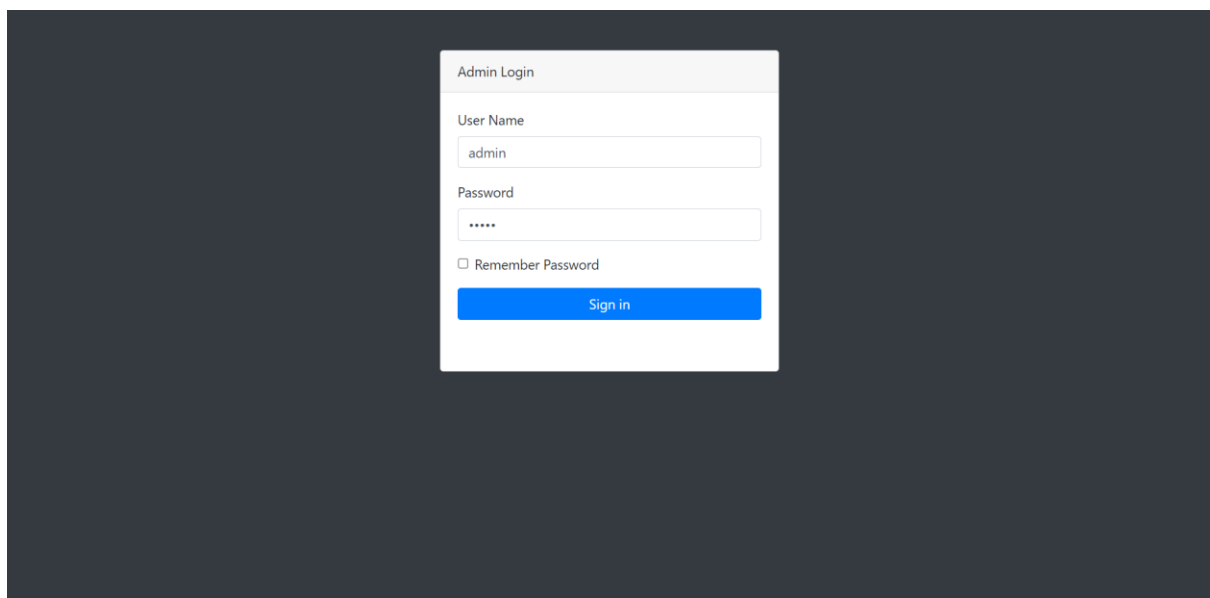 Admin Login
User Name
admin
Password
•••••
Remember Password
Sign in